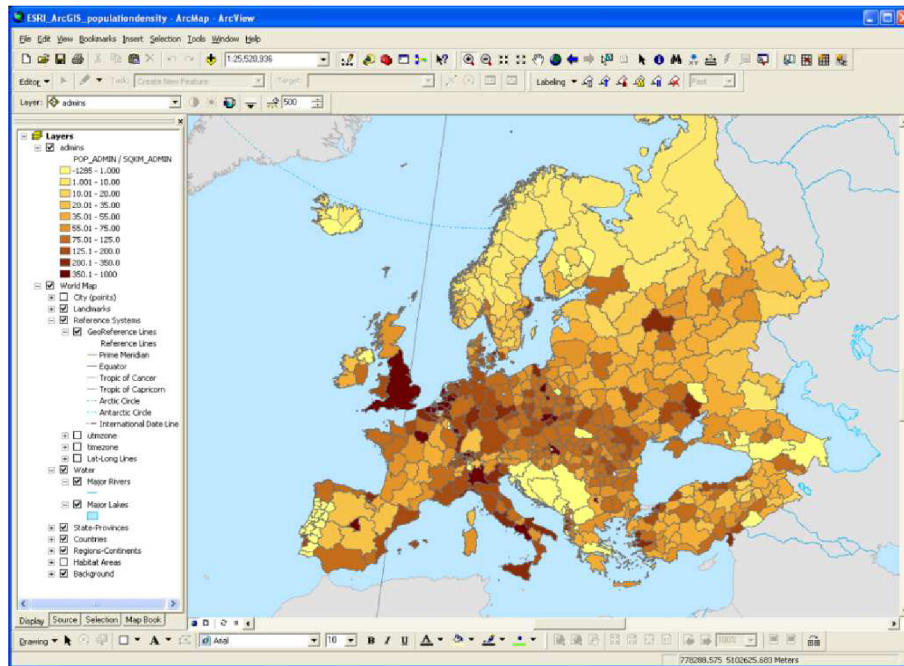 ESRI_ArcGIS_populationdensity - ArcMap - ArcView
File Edit View Bookmarks Insert Selection Tools Window Help
1:25,520,936
Editor Task: Create New Feature Target: Labeling Fast
Layer: admins 500
Layers
admins
POP_ADMIN / SQKM_ADMIN
-1285 - 1.000
1.001 - 10.00
10.01 - 20.00
20.01 - 35.00
35.01 - 55.00
55.01 - 75.00
75.01 - 125.0
125.1 - 200.0
200.1 - 350.0
350.1 - 1000
World Map
City (points)
Landmarks
Reference Systems
GeoReference Lines
Reference Lines
Prime Meridian
Equator
Tropic of Cancer
Tropic of Capricorn
Arctic Circle
Antarctic Circle
International Date Line
utmzone
timezone
Lat-Long Lines
Water
Major Rivers
Major Lakes
State-Provinces
Countries
Regions-Continents
Habitat Areas
Background
Display Source Selection Map Book
Drawing A Arial 10 B I U A 100%
778288.575 5102625.683 Meters